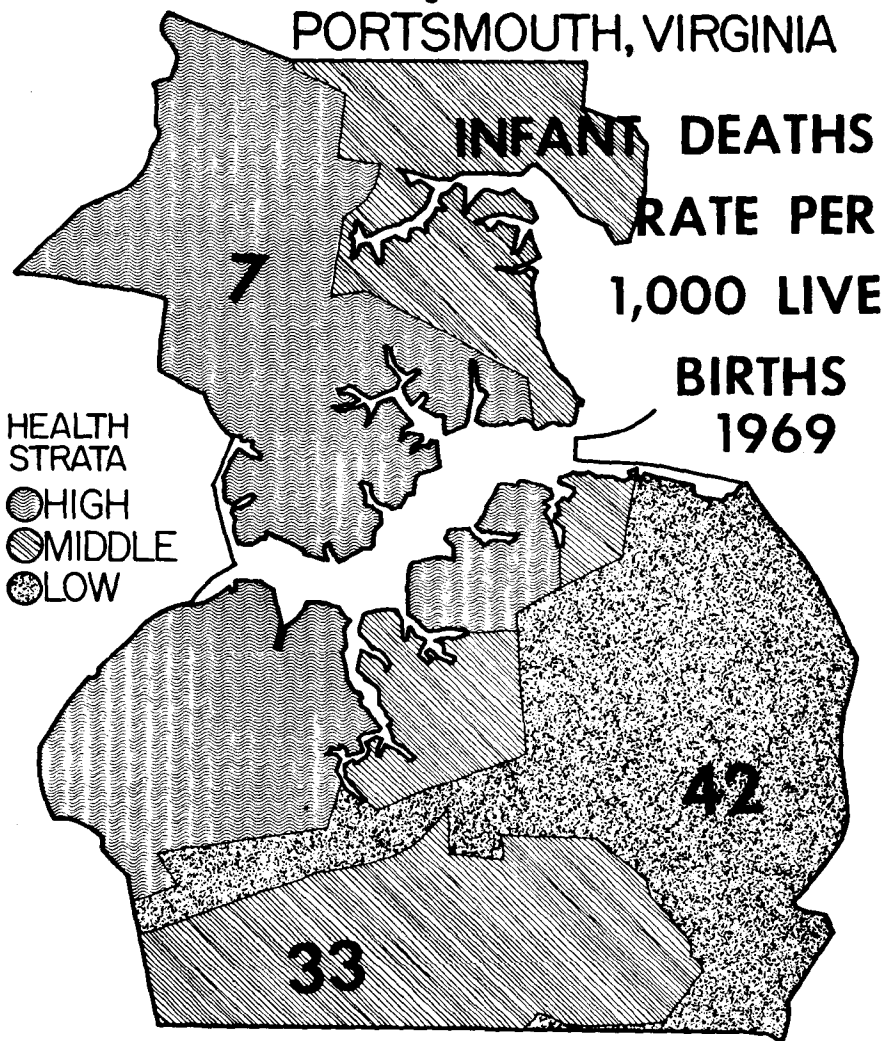 PORTSMOUTH, VIRGINIA
INFANT DEATHS
RATE PER
1,000 LIVE
BIRTHS
1969
7
HEALTH
STRATA
HIGH
MIDDLE
LOW
42
33